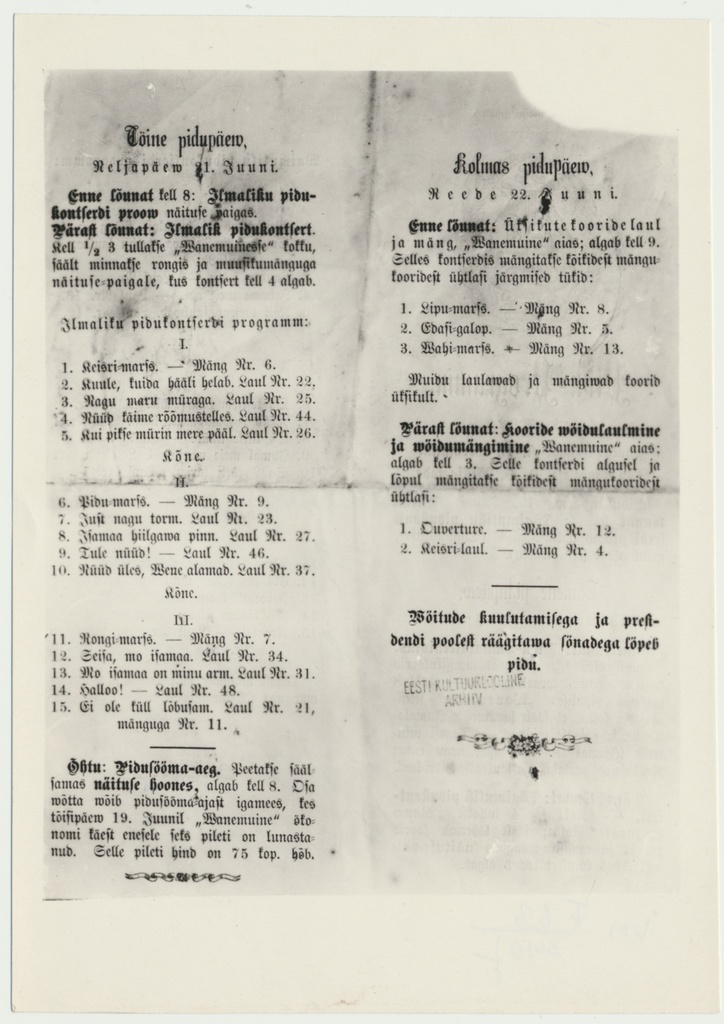 Töine pidupäew,
Neljapäew 21. Juuni.
Enne lõunat kell 8: Ilmaliku pidu-
kontserdi proow näituse paigas.
Pärast lõunat: Ilmalik pidukontsert.
Kell 1/2 3 tullakse „Wanemuinesse“ kokku,
säält minnakse rongis ja muusikumänguga
näituse-paigale, kus kontsert kell 4 algab.
Ilmaliku pidukontserdi programm:
I.
1. Keisri-marss. — Mäng Nr. 6.
2. Kuule, kuida hääli helab. Laul Nr. 22.
3. Nagu maru müraga. Laul Nr. 25.
4. Nüüd käime rõõmustelles. Laul Nr. 44.
5. Kui pikse mürin mere pääl. Laul Nr. 26.
Kõne.
II.
6. Pidu-marss. — Mäng Nr. 9.
7. Just nagu torm. Laul Nr. 23.
8. Isamaa hiilgawa pinn. Laul Nr. 27.
9. Tule nüüd! — Laul Nr. 46.
10. Nüüd üles, Wene alamad. Laul Nr. 37.
Kõne.
III.
11. Rongi-marss. — Mäng Nr. 7.
12. Seisa, mo isamaa. Laul Nr. 34.
13. Mo isamaa on minu arm. Laul Nr. 31.
14. Halloo! — Laul Nr. 48.
15. Ei ole küll lõbusam. Laul Nr. 21,
mänguga Nr. 11.
Õhtu: Pidusööma-aeg. Peetakse sääl-
samas näituse hoones, algab kell 8. Osa
wõtta wõib pidusööma-ajast igamees, kes
töisipäew 19. Juunil „Wanemuine“ öko-
nomi käest enesele seks pileti on lunasta-
nud. Selle pileti hind on 75 kop. hõb.
Kolmas pidupäew,
Reede 22. Juuni.
Enne lõunat: Üksikute kooride laul
ja mäng, „Wanemuine“ aias; algab kell 9.
Selles kontserdis mängitakse kõikidest mängu-
kooridest ühtlasi järgmised tükid:
1. Lipu-marss. — Mäng Nr. 8.
2. Edasi-galop. — Mäng Nr. 5.
3. Wahi-marss. — Mäng Nr. 13.
Muidu laulawad ja mängiwad koorid
üksikult.
Pärast lõunat: Kooride wõidulaulmine
ja wõidumängimine „Wanemuine“ aias;
algab kell 3. Selle kontserdi algusel ja
lõpul mängitakse kõikidest mängukooridest
ühtlasi:
1. Ouverture. — Mäng Nr. 12.
2. Keisri-laul. — Mäng Nr. 4.
Wõitude kuulutamisega ja presi-
dendi poolest räägitawa sõnadega lõpeb
pidu.
EESTI KULTUURLOOLINE
ARHIIV